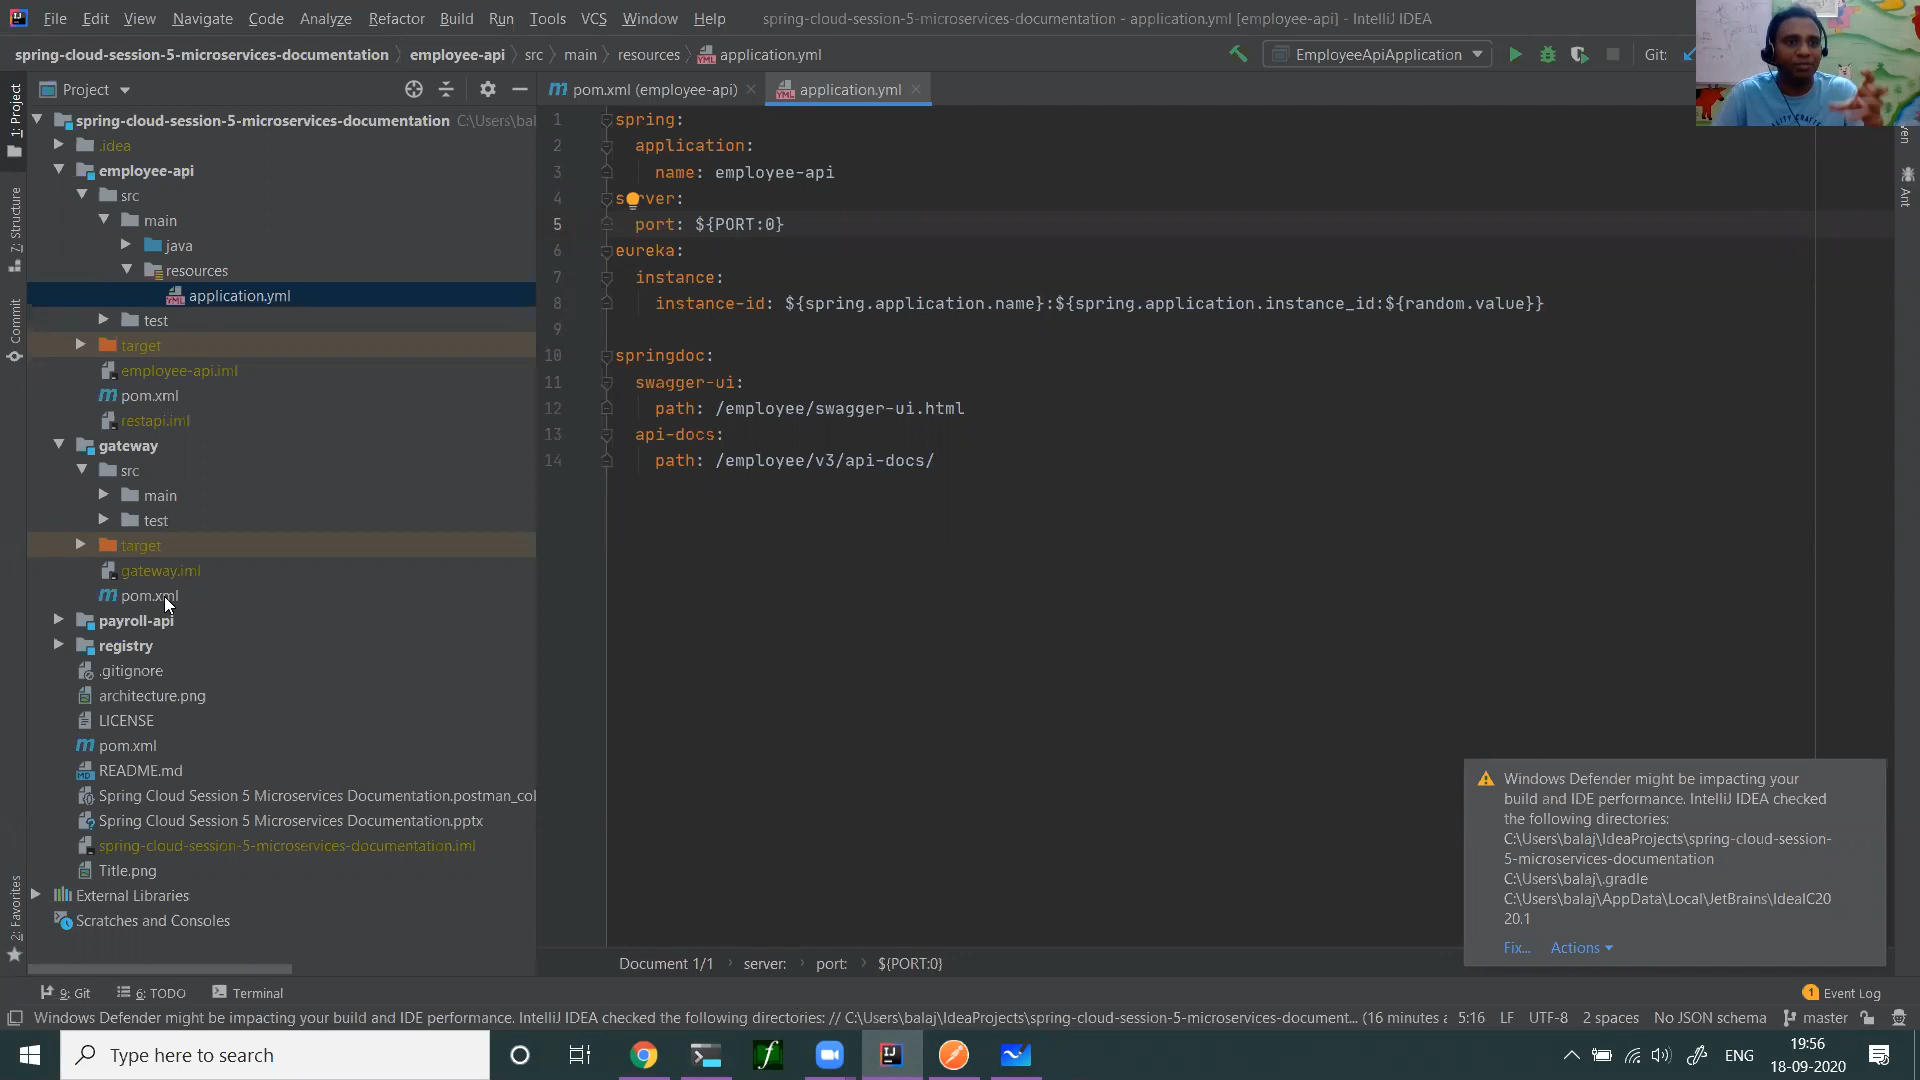 File Edit View Navigate Code Analyze Refactor Build Run Tools VCS Window Help spring-cloud-session-5-microservices-documentation - application.yml [employee-api] - IntelliJ IDEA
spring-cloud-session-5-microservices-documentation employee-api src main resources application.yml EmployeeApiApplication Git:
Project pom.xml (employee-api) application.yml
1: Project
7: Structure
Commit
2: Favorites
Ant
spring-cloud-session-5-microservices-documentation C:\Users\bal
.idea
employee-api
src
main
java
resources
application.yml
test
target
employee-api.iml
pom.xml
restapi.iml
gateway
src
main
test
target
gateway.iml
pom.xml
payroll-api
registry
.gitignore
architecture.png
LICENSE
pom.xml
README.md
Spring Cloud Session 5 Microservices Documentation.postman_col
Spring Cloud Session 5 Microservices Documentation.pptx
spring-cloud-session-5-microservices-documentation.iml
Title.png
External Libraries
Scratches and Consoles
1 spring:
2 application:
3 name: employee-api
4 server:
5 port: ${PORT:0}
6 eureka:
7 instance:
8 instance-id: ${spring.application.name}:${spring.application.instance_id:${random.value}}
9
10 springdoc:
11 swagger-ui:
12 path: /employee/swagger-ui.html
13 api-docs:
14 path: /employee/v3/api-docs/
Windows Defender might be impacting your
build and IDE performance. IntelliJ IDEA checked
the following directories:
C:\Users\balaj\IdeaProjects\spring-cloud-session-
5-microservices-documentation
C:\Users\balaj\.gradle
C:\Users\balaj\AppData\Local\JetBrains\IdeaIC20
20.1
Fix... Actions
Document 1/1 server: port: ${PORT:0}
9: Git 6: TODO Terminal 1 Event Log
Windows Defender might be impacting your build and IDE performance. IntelliJ IDEA checked the following directories: // C:\Users\balaj\IdeaProjects\spring-cloud-session-5-microservices-document... (16 minutes a 5:16 LF UTF-8 2 spaces No JSON schema master
Type here to search ENG 19:56
18-09-2020